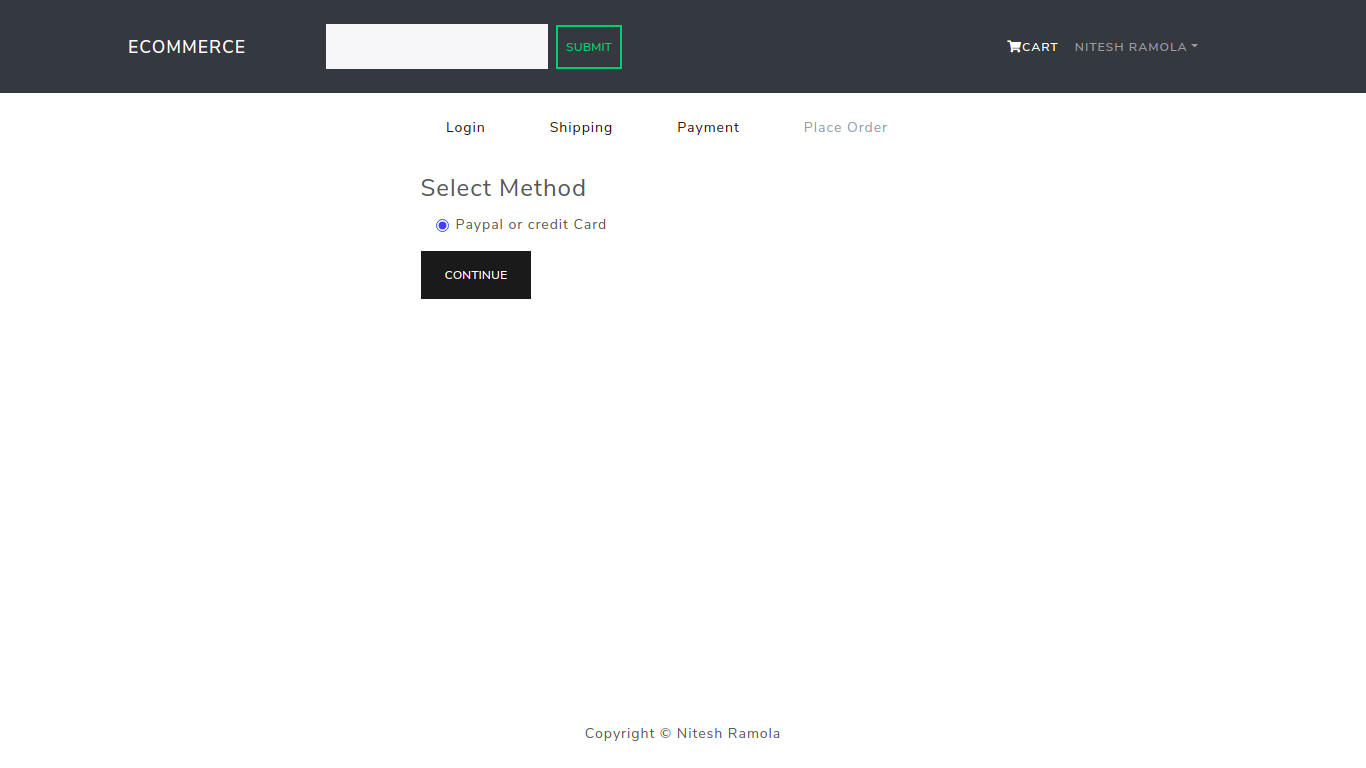 ECOMMERCE SUBMIT CART NITESH RAMOLA
Login Shipping Payment Place Order
Select Method
Paypal or credit Card
CONTINUE
Copyright © Nitesh Ramola